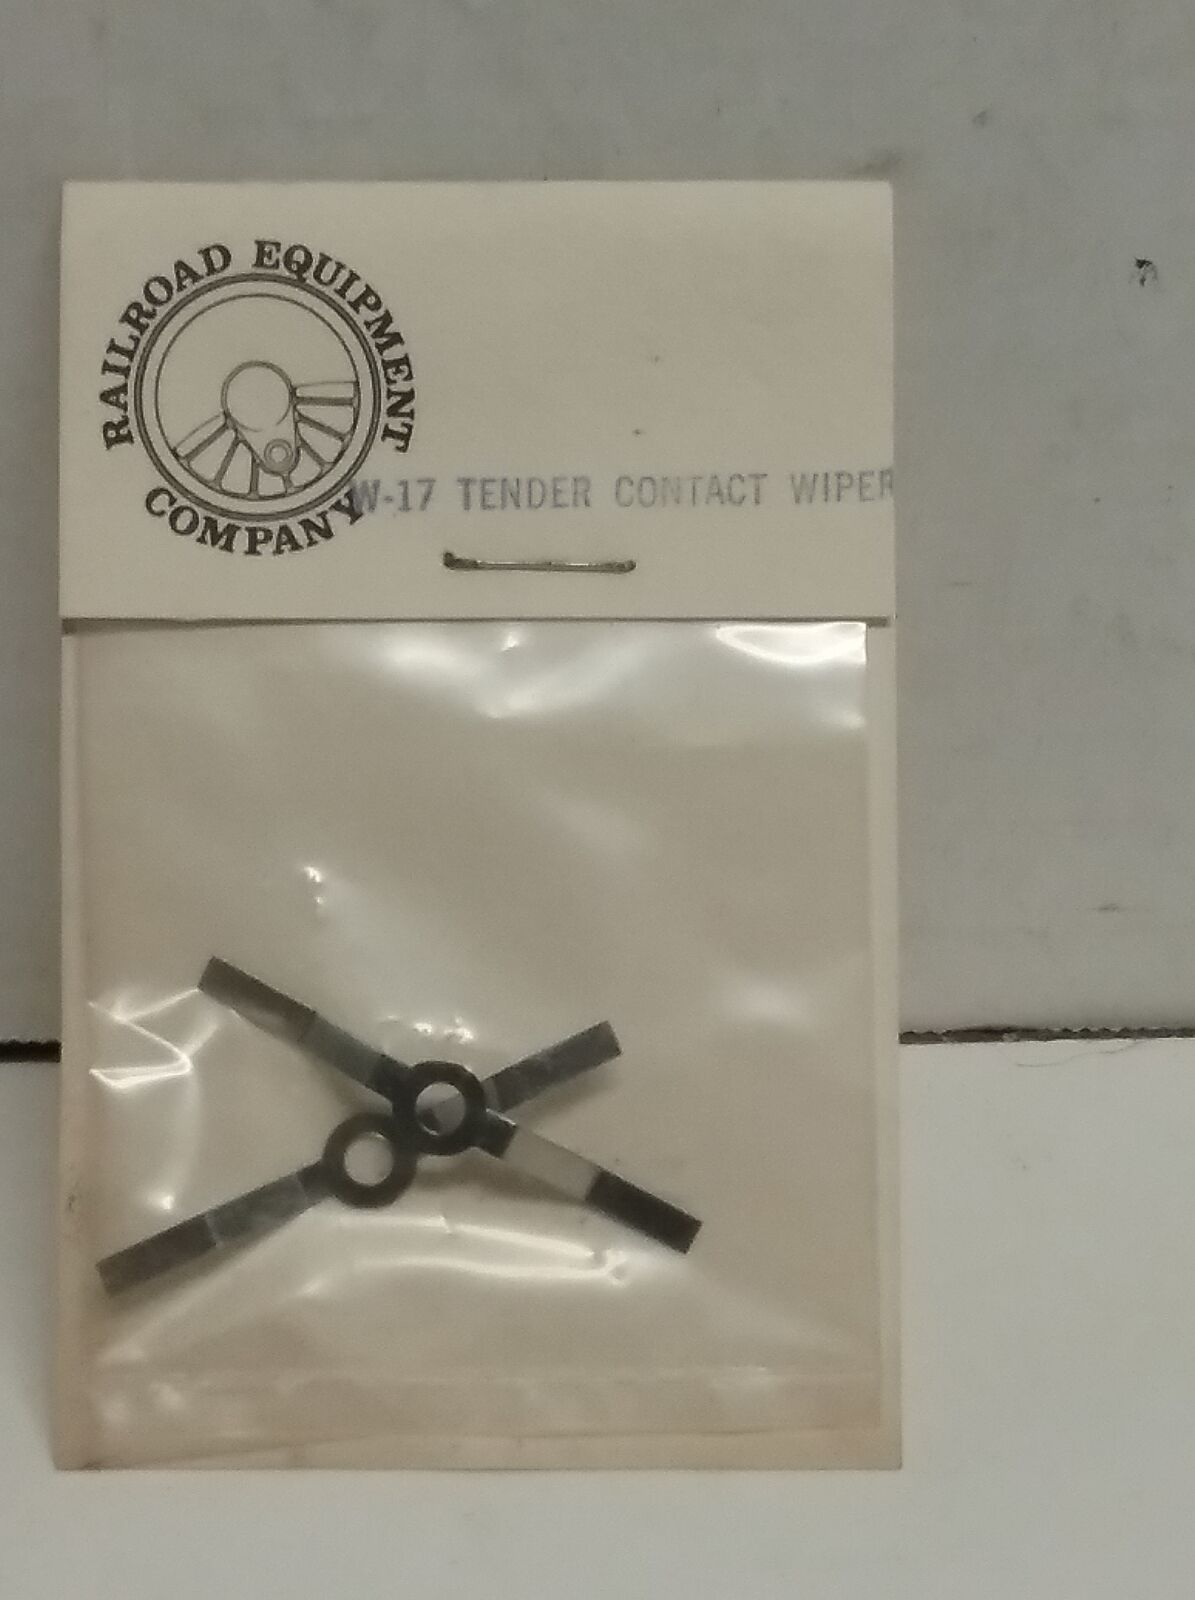 RAILROAD EQUIPMENT
COMPANY
W-17 TENDER CONTACT WIPER